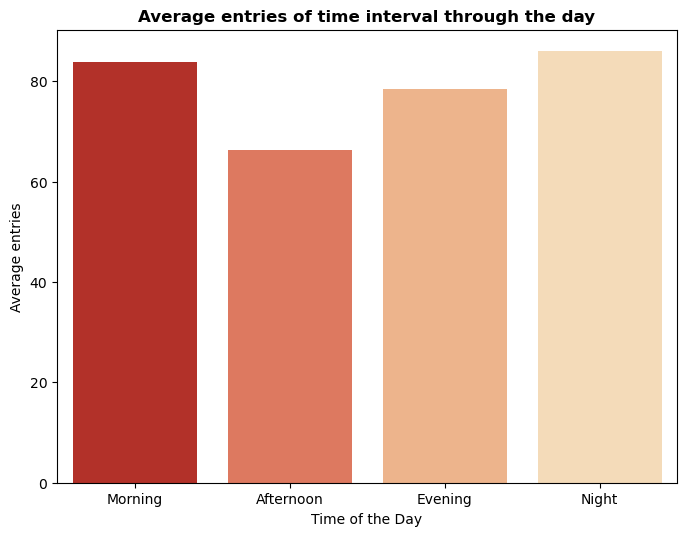 Average entries of time interval through the day
Average entries
80
60
40
20
0
Morning Afternoon Evening Night
Time of the Day